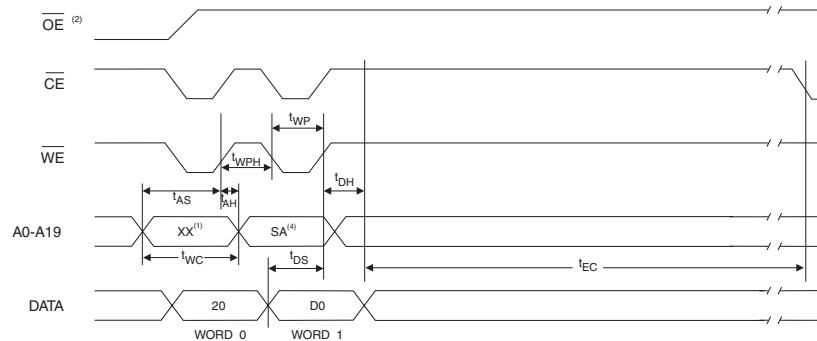 OE (2)
CE
tWP
WE
tWPH
tDH
tAS tAH
A0-A19 XX(1) SA(4)
tWC tDS tEC
DATA 20 D0
WORD 0 WORD 1